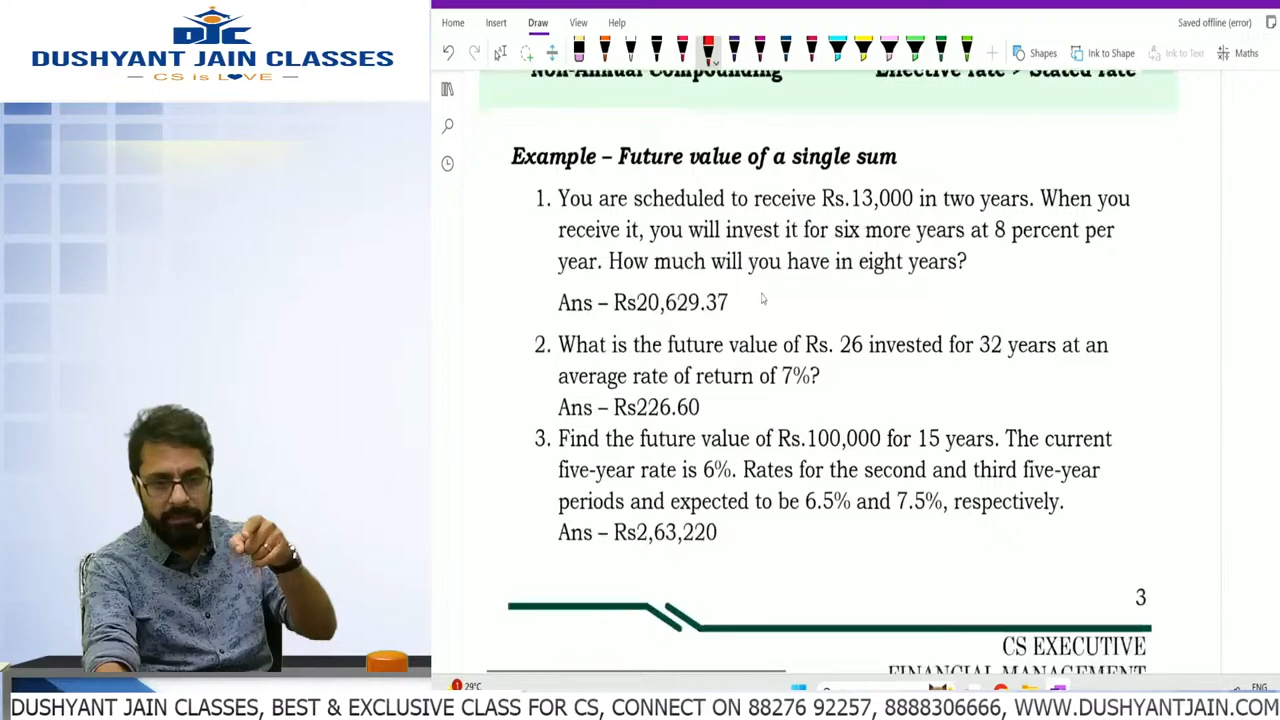 DJC
DUSHYANT JAIN CLASSES
CS is LOVE
Home Insert Draw View Help
Saved offline (error)
Shapes Ink to Shape Ink to Text Maths
Non-Annual Compounding Effective rate > Stated rate
Example – Future value of a single sum
1. You are scheduled to receive Rs.13,000 in two years. When you
receive it, you will invest it for six more years at 8 percent per
year. How much will you have in eight years?
Ans – Rs20,629.37
2. What is the future value of Rs. 26 invested for 32 years at an
average rate of return of 7%?
Ans – Rs226.60
3. Find the future value of Rs.100,000 for 15 years. The current
five-year rate is 6%. Rates for the second and third five-year
periods and expected to be 6.5% and 7.5%, respectively.
Ans – Rs2,63,220
3
CS EXECUTIVE
FINANCIAL MANAGEMENT
1
29°C
ENG
DUSHYANT JAIN CLASSES, BEST & EXCLUSIVE CLASS FOR CS, CONNECT ON 88276 92257, 8888306666, WWW.DUSHYANTJAIN.COM